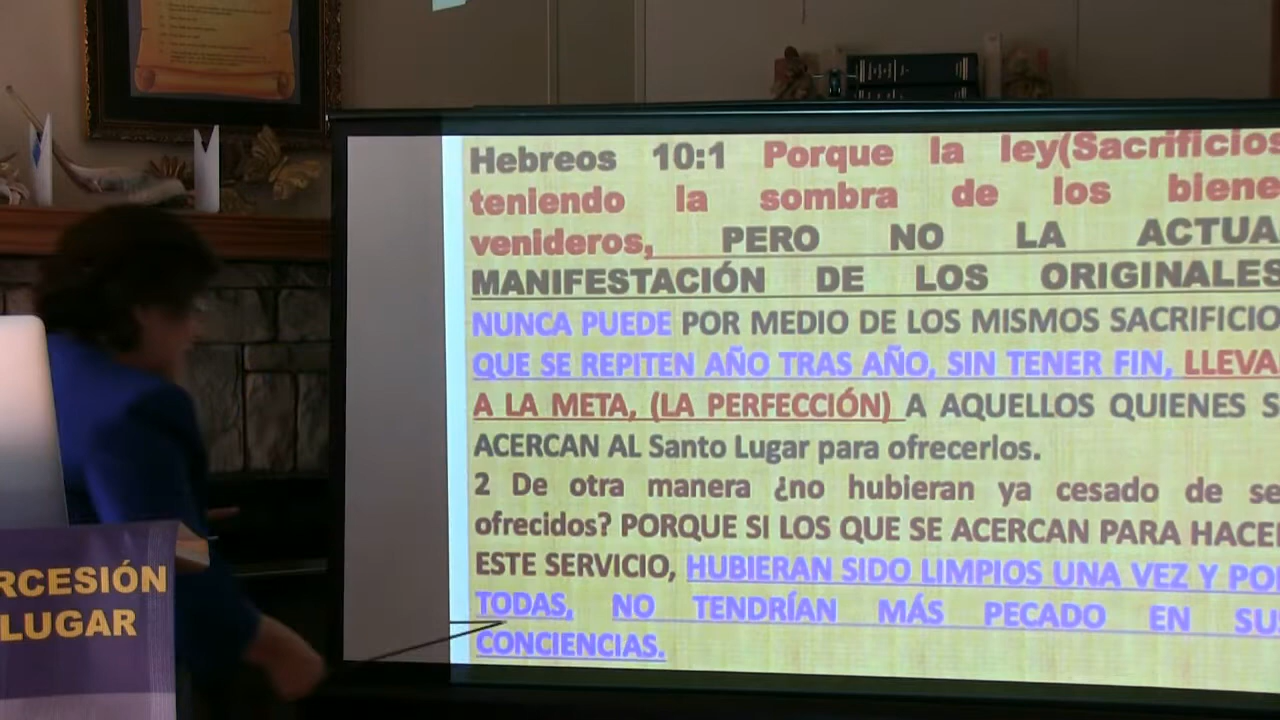 Hebreos 10:1 Porque la ley(Sacrificios
teniendo la sombra de los biene
venideros, PERO NO LA ACTUA
MANIFESTACIÓN DE LOS ORIGINALES
NUNCA PUEDE POR MEDIO DE LOS MISMOS SACRIFICIO
QUE SE REPITEN AÑO TRAS AÑO, SIN TENER FIN, LLEVA
A LA META, (LA PERFECCIÓN) A AQUELLOS QUIENES S
ACERCAN AL Santo Lugar para ofrecerlos.
2 De otra manera ¿no hubieran ya cesado de se
ofrecidos? PORQUE SI LOS QUE SE ACERCAN PARA HACER
ESTE SERVICIO, HUBIERAN SIDO LIMPIOS UNA VEZ Y POR
TODAS, NO TENDRÍAN MÁS PECADO EN SUS
CONCIENCIAS.
RCESIÓN
LUGAR